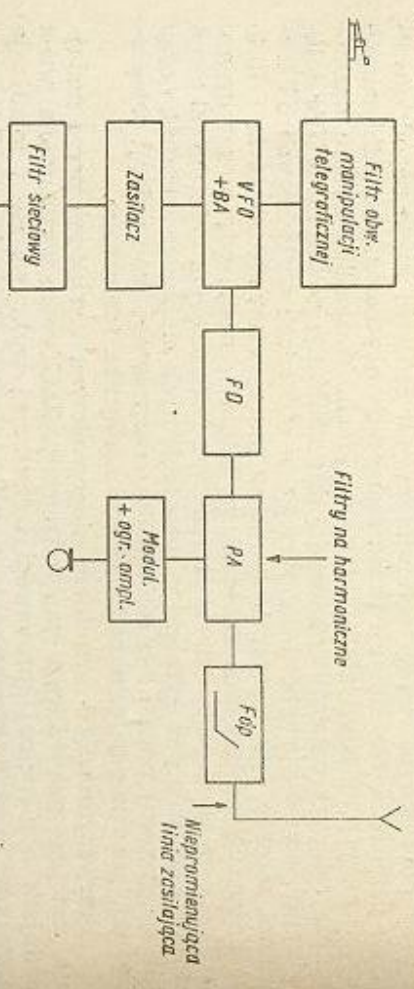 Filtr obw.
manipulacji
telegraficznej
VFO
+BA
Zasilacz
Filtr sieciowy
FD
Filtry na harmoniczne
PA
Modul.
+ ogr. ampl.
Fdp
Niepromieniująca
linia zasilająca